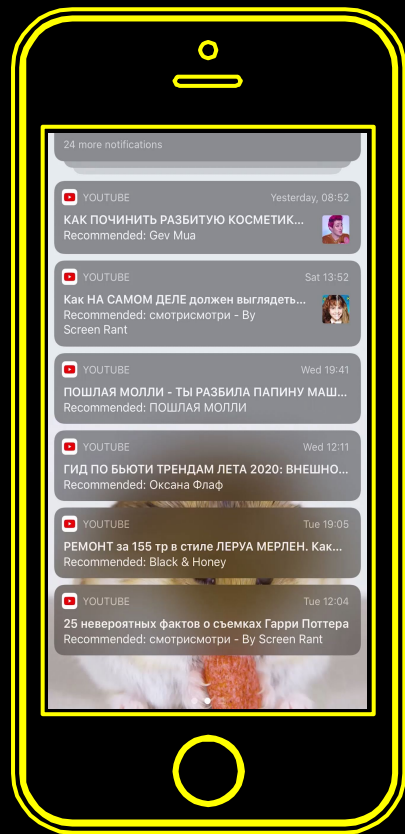 24 more notifications
YOUTUBE Yesterday, 08:52
КАК ПОЧИНИТЬ РАЗБИТУЮ КОСМЕТИК...
Recommended: Gev Mua
YOUTUBE Sat 13:52
Как НА САМОМ ДЕЛЕ должен выглядеть...
Recommended: смотрисмотри - By
Screen Rant
YOUTUBE Wed 19:41
ПОШЛАЯ МОЛЛИ - ТЫ РАЗБИЛА ПАПИНУ МАШ...
Recommended: ПОШЛАЯ МОЛЛИ
YOUTUBE Wed 12:11
ГИД ПО БЬЮТИ ТРЕНДАМ ЛЕТА 2020: ВНЕШНО...
Recommended: Оксана Флаф
YOUTUBE Tue 19:05
РЕМОНТ за 155 тр в стиле ЛЕРУА МЕРЛЕН. Как...
Recommended: Black & Honey
YOUTUBE Tue 12:04
25 невероятных фактов о съемках Гарри Поттера
Recommended: смотрисмотри - By Screen Rant